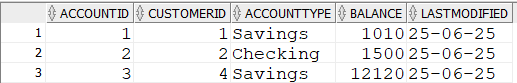 ACCOUNTID CUSTOMERID ACCOUNTTYPE BALANCE LASTMODIFIED
1 1 1 Savings 1010 25-06-25
2 2 2 Checking 1500 25-06-25
3 3 4 Savings 12120 25-06-25